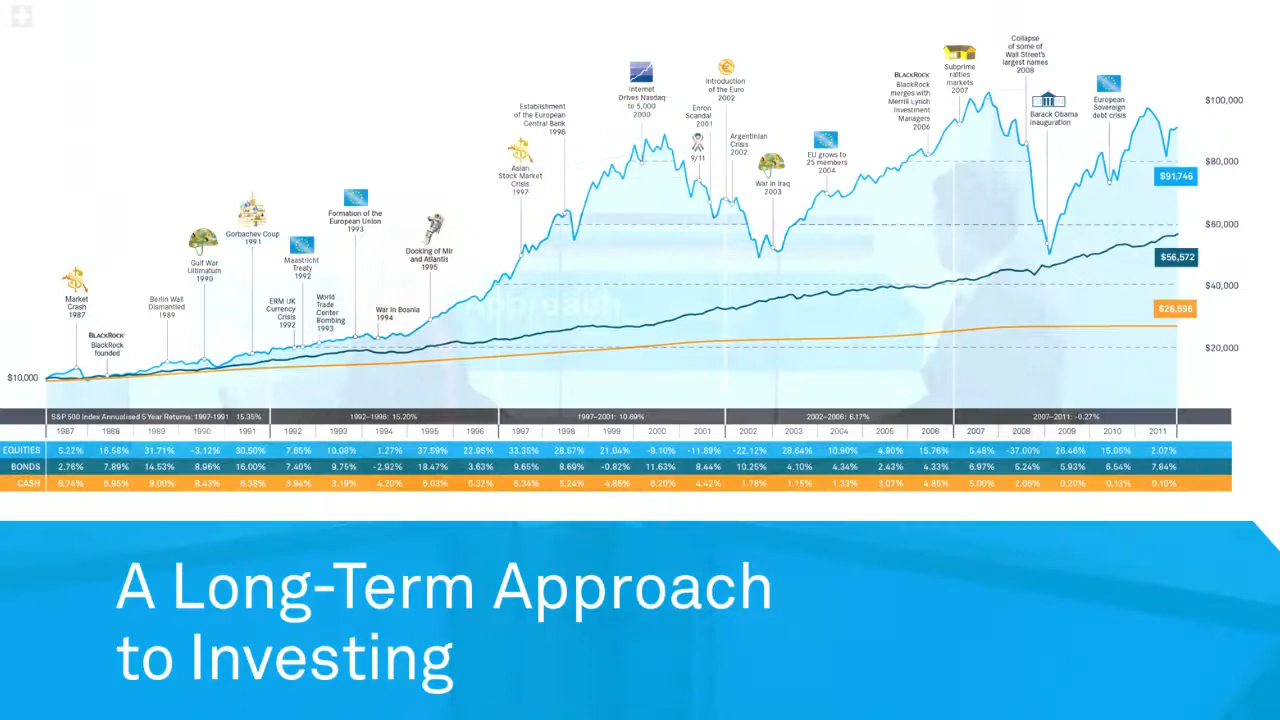 Collapse
of some of
Wall Street's
largest names
2008
Subprime
rattles
markets
2007
BLACKROCK
BlackRock
merges with
Merrill Lynch
Investment
Managers
2006
Barack Obama
inauguration
European
Sovereign
debt crisis
Internet
Drives Nasdaq
to 5,000
2000
Introduction
of the Euro
2002
Enron
Scandal
2001
9/11
Argentinian
Crisis
2002
War in Iraq
2003
EU grows to
25 members
2004
Establishment
of the European
Central Bank
1998
Asian
Stock Market
Crisis
1997
Docking of Mir
and Atlantis
1995
Formation of the
European Union
1993
Gorbachev Coup
1991
Maastricht
Treaty
1992
Gulf War
Ultimatum
1990
Market
Crash
1987
Berlin Wall
Dismantled
1989
ERM UK
Currency
Crisis
1992
World
Trade
Center
Bombing
1993
War in Bosnia
1994
BLACKROCK
BlackRock
founded
$100,000
$80,000
$91,746
$60,000
$56,572
$40,000
$26,596
$20,000
$10,000
Approach
S&P 500 Index Annualised 5 Year Returns: 1997-1991 15.35% 1992-1996: 15.20% 1997-2001: 10.69% 2002-2006: 6.17% 2007-2011: -0.27%
1987 1988 1989 1990 1991 1992 1993 1994 1995 1996 1997 1998 1999 2000 2001 2002 2003 2004 2005 2006 2007 2008 2009 2010 2011
EQUITIES 5.22% 16.58% 31.71% -3.12% 30.50% 7.65% 10.08% 1.27% 37.59% 22.95% 33.35% 28.57% 21.04% -9.10% -11.89% -22.12% 28.64% 10.90% 4.90% 15.76% 5.48% -37.00% 26.46% 15.05% 2.07%
BONDS 2.76% 7.89% 14.53% 8.96% 16.00% 7.40% 9.75% -2.92% 18.47% 3.63% 9.65% 8.69% -0.82% 11.63% 8.44% 10.25% 4.10% 4.34% 2.43% 4.33% 6.97% 5.24% 5.93% 6.54% 7.84%
CASH 6.74% 6.95% 9.00% 8.43% 6.38% 3.94% 3.19% 4.20% 6.03% 5.32% 5.34% 5.24% 4.86% 6.20% 4.42% 1.78% 1.15% 1.33% 3.07% 4.85% 5.00% 2.06% 0.20% 0.13% 0.10%
A Long-Term Approach
to Investing